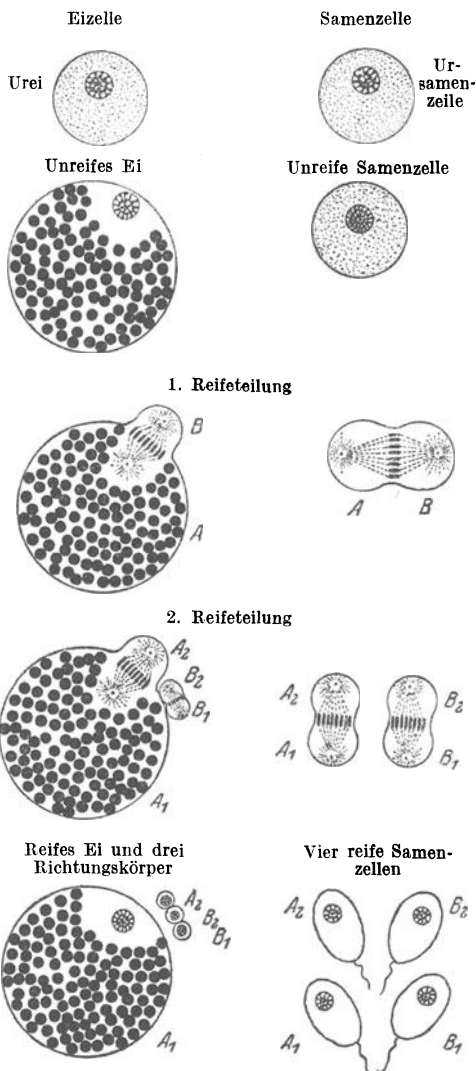 Eizelle
Samenzelle
Urei
Ur-
samen-
zeile
Unreifes Ei
Unreife Samenzelle
1. Reifeteilung
B
A
A B
2. Reifeteilung
A2
B2
B1
A1
A2
A1
B2
B1
Reifes Ei und drei
Richtungskörper
Vier reife Samen-
zellen
A2
B2
B1
A1
A2
B2
A1
B1